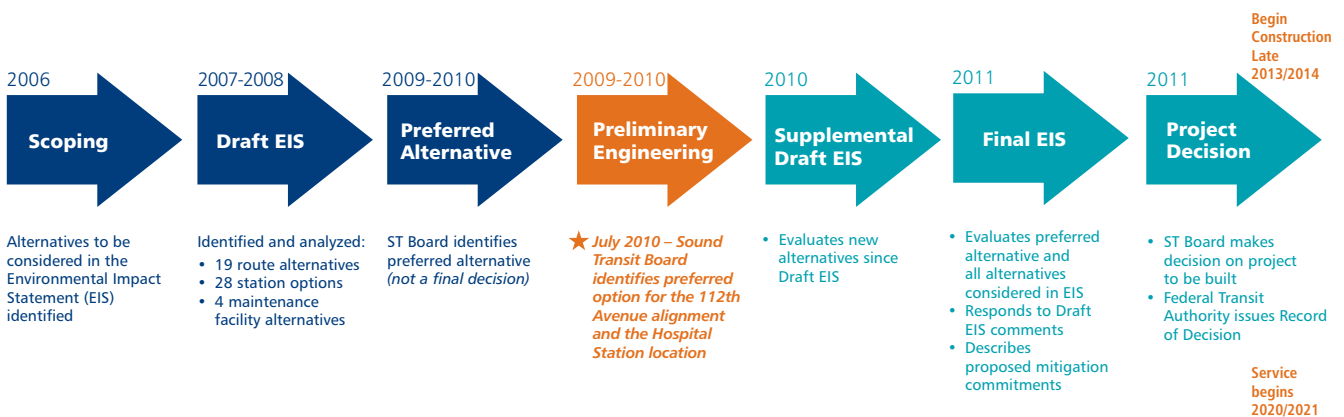 2006
Scoping
Alternatives to be
considered in the
Environmental Impact
Statement (EIS)
identified
2007-2008
Draft EIS
Identified and analyzed:
• 19 route alternatives
• 28 station options
• 4 maintenance
facility alternatives
2009-2010
Preferred
Alternative
ST Board identifies
preferred alternative
(not a final decision)
2009-2010
Preliminary
Engineering
★ July 2010 – Sound
Transit Board
identifies preferred
option for the 112th
Avenue alignment
and the Hospital
Station location
2010
Supplemental
Draft EIS
• Evaluates new
alternatives since
Draft EIS
2011
Final EIS
• Evaluates preferred
alternative and
all alternatives
considered in EIS
• Responds to Draft
EIS comments
• Describes
proposed mitigation
commitments
2011
Project
Decision
• ST Board makes
decision on project
to be built
• Federal Transit
Authority issues Record
of Decision
Begin
Construction
Late
2013/2014
Service
begins
2020/2021